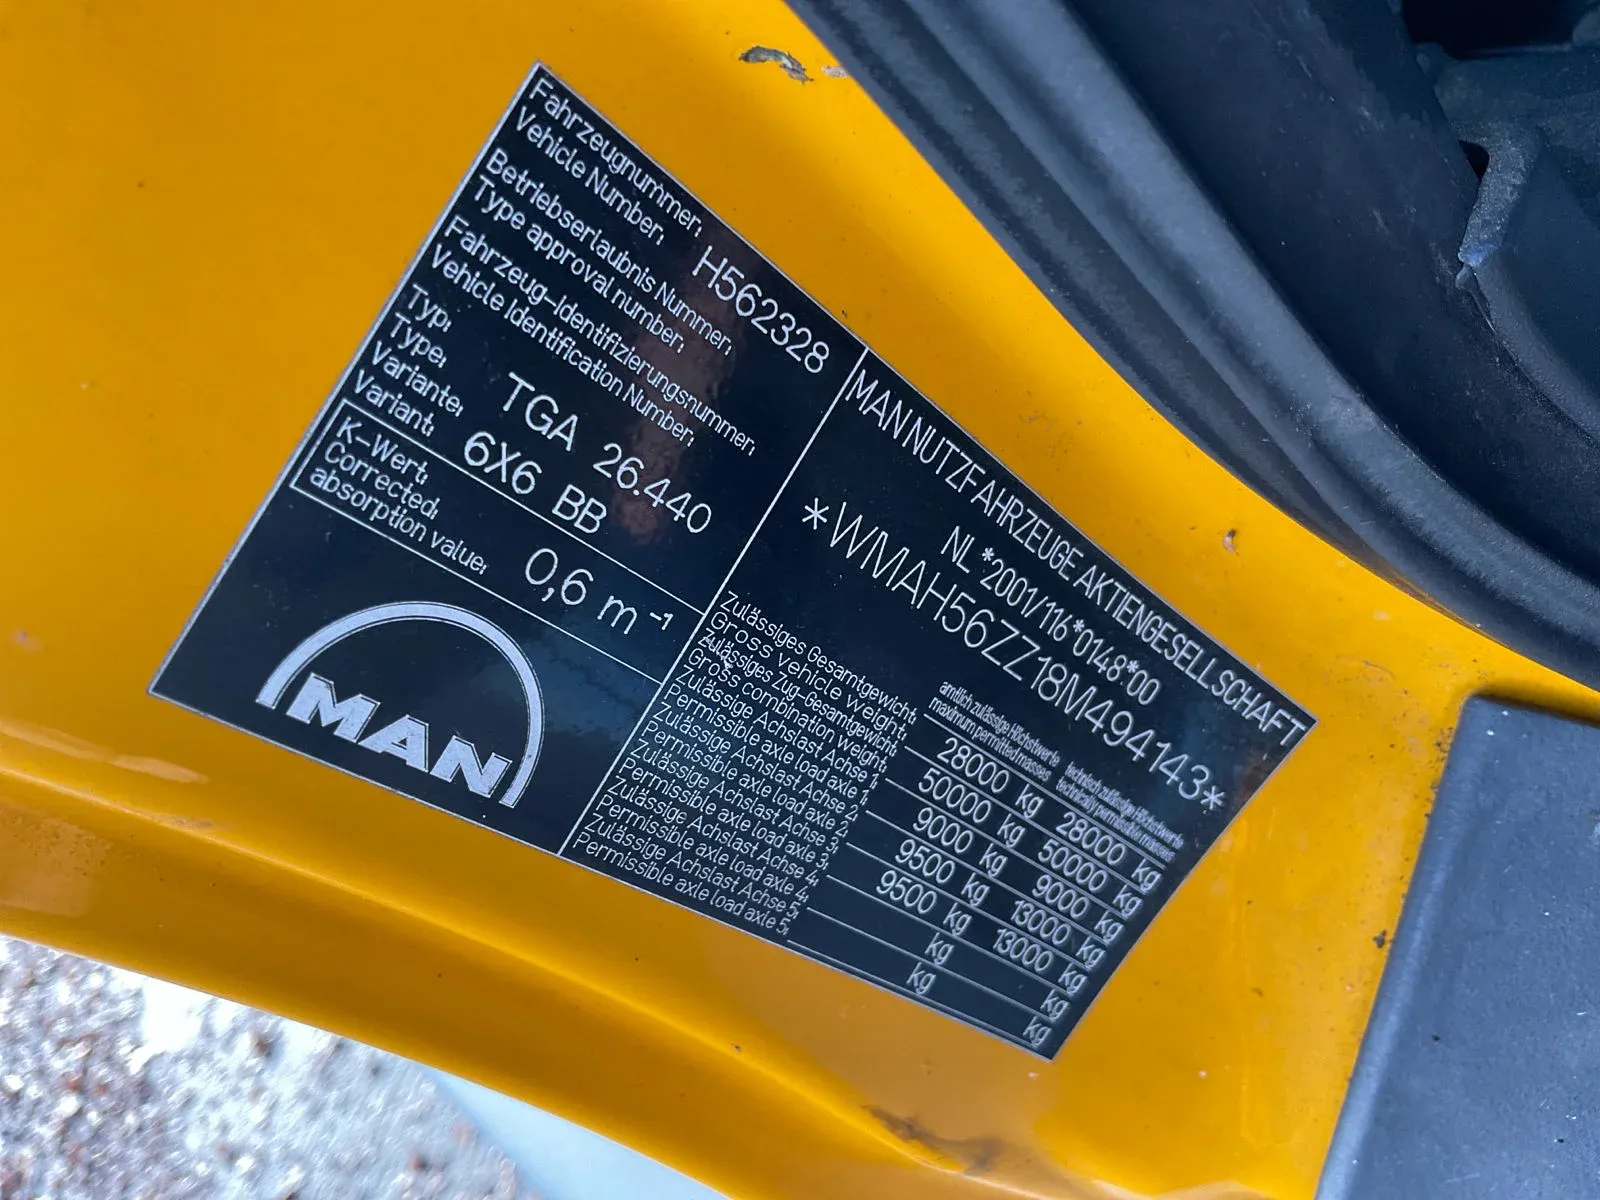 Fahrzeugnummer:
Vehicle Number: H562328
Betriebserlaubnis Nummer:
Type approval number:
Fahrzeug-Identifizierungsnummer:
Vehicle Identification Number:
Typ:
Type: TGA 26.440
Variante:
Variant: 6X6 BB
K-Wert:
Corrected:
absorption value: 0,6 m⁻¹
MAN
MAN NUTZFAHRZEUGE AKTIENGESELLSCHAFT
NL *2001/116*0148*00
*WMAH56ZZ18M494143*
amtlich zulässige Höchstwerte technisch zulässige Höchstwerte
maximum permitted masses technically permissible masses
Zulässiges Gesamtgewicht:
Gross vehicle weight: 28000 kg 28000 kg
zulässiges Zug-Gesamtgewicht
Gross combination weight 50000 kg 50000 kg
Zulässige Achslast Achse 1
Permissible axle load axle 1: 9000 kg 9000 kg
Zulässige Achslast Achse 2
Permissible axle load axle 2: 9500 kg 13000 kg
Zulässige Achslast Achse 3
Permissible axle load axle 3: 9500 kg 13000 kg
Zulässige Achslast Achse 4:
Permissible axle load axle 4: kg kg
Zulässige Achslast Achse 5:
Permissible axle load axle 5: kg kg